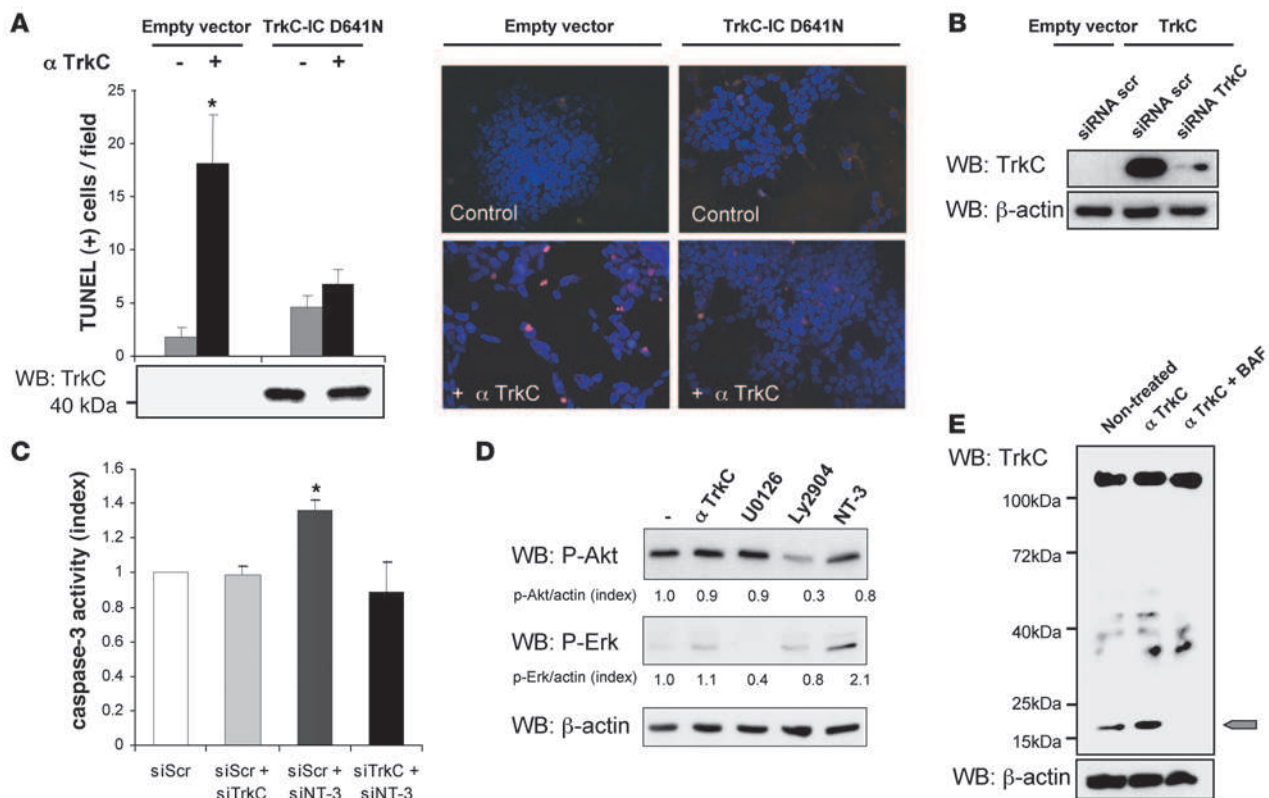 A
Empty vector TrkC-IC D641N
α TrkC - + - +
*
TUNEL (+) cells / field
25
20
15
10
5
0
WB: TrkC
40 kDa
Empty vector TrkC-IC D641N
Control Control
+ α TrkC + α TrkC
B
Empty vector TrkC
siRNA scr siRNA scr siRNA TrkC
WB: TrkC
WB: β-actin
C
caspase-3 activity (index)
1.6
1.4
1.2
1
0.8
0.6
0.4
0.2
0
*
siScr siScr + siTrkC siScr + siNT-3 siTrkC + siNT-3
D
- α TrkC U0126 Ly2904 NT-3
WB: P-Akt
p-Akt/actin (index) 1.0 0.9 0.9 0.3 0.8
WB: P-Erk
p-Erk/actin (index) 1.0 1.1 0.4 0.8 2.1
WB: β-actin
E
Non-treated α TrkC α TrkC + BAF
WB: TrkC
100kDa
72kDa
40kDa
25kDa
15kDa
WB: β-actin